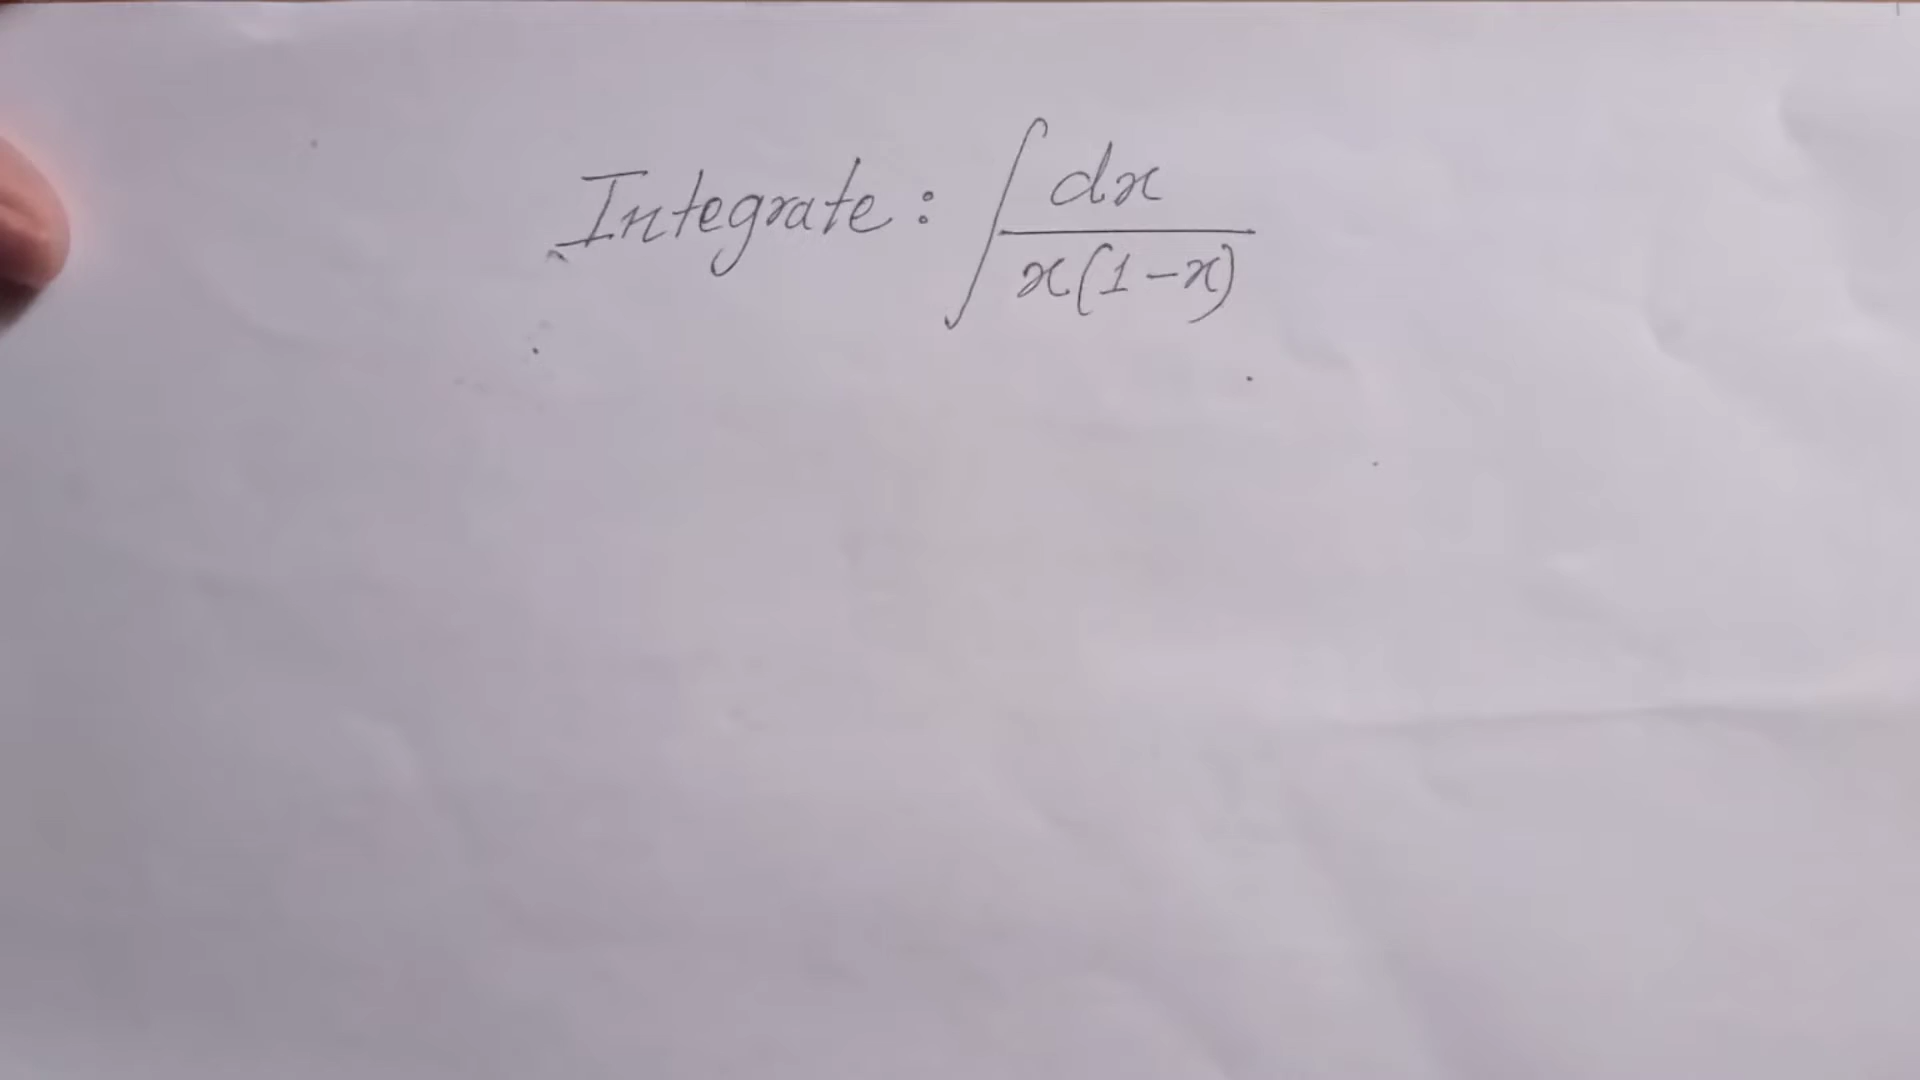 Integrate: ∫ dx / x(1-x)